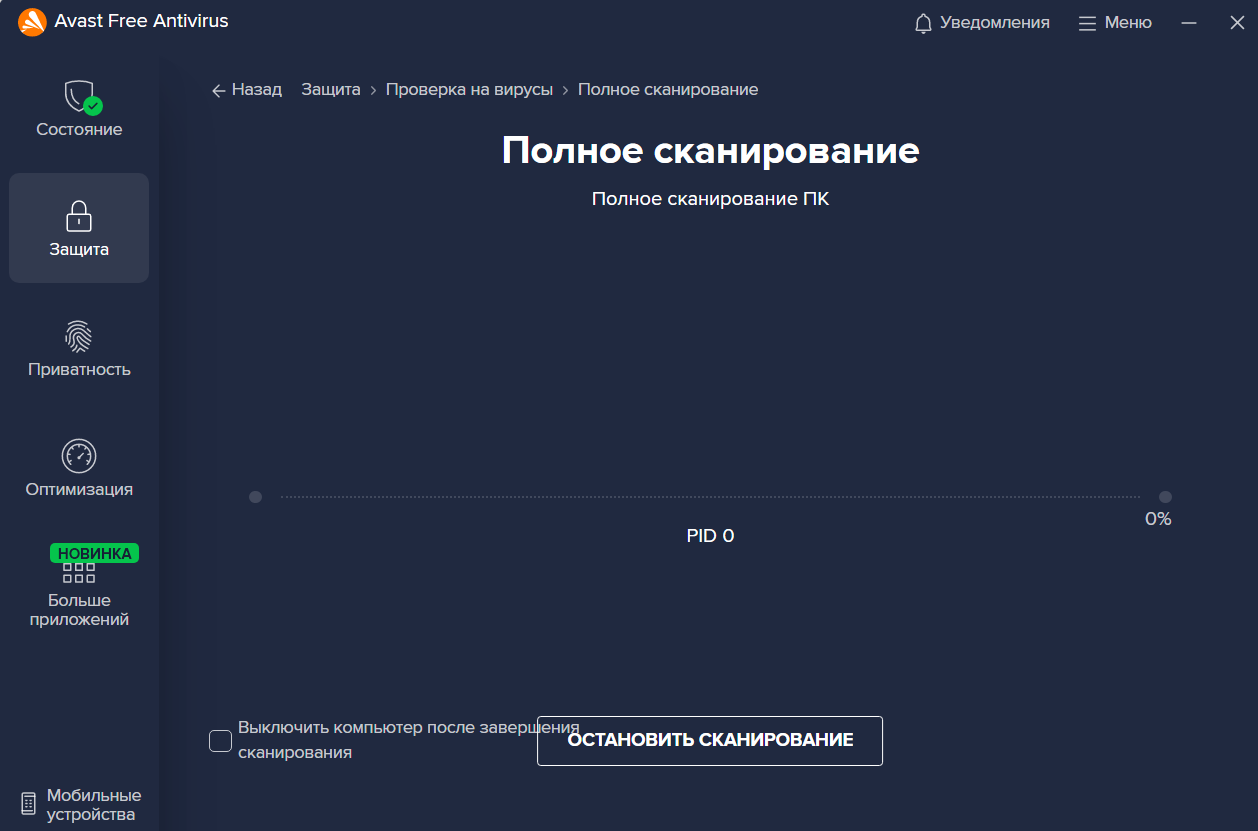 Avast Free Antivirus
Уведомления
Меню
Состояние
Защита
Приватность
Оптимизация
НОВИНКА
Больше
приложений
Мобильные
устройства
Назад Защита › Проверка на вирусы › Полное сканирование
Полное сканирование
Полное сканирование ПК
0%
PID 0
Выключить компьютер после завершения
сканирования
ОСТАНОВИТЬ СКАНИРОВАНИЕ